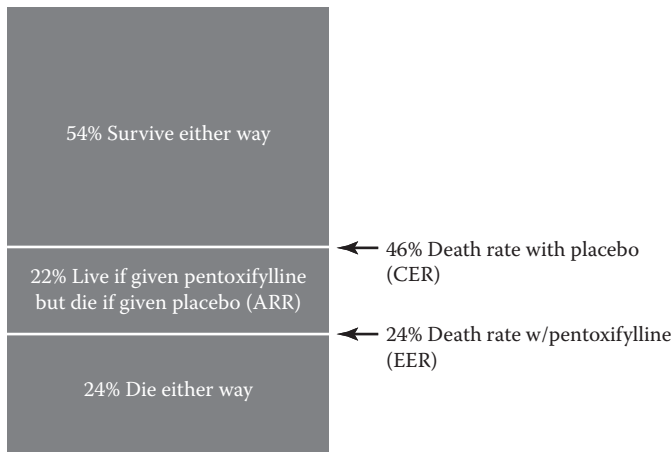 54% Survive either way
46% Death rate with placebo
(CER)
22% Live if given pentoxifylline
but die if given placebo (ARR)
24% Death rate w/pentoxifylline
(EER)
24% Die either way